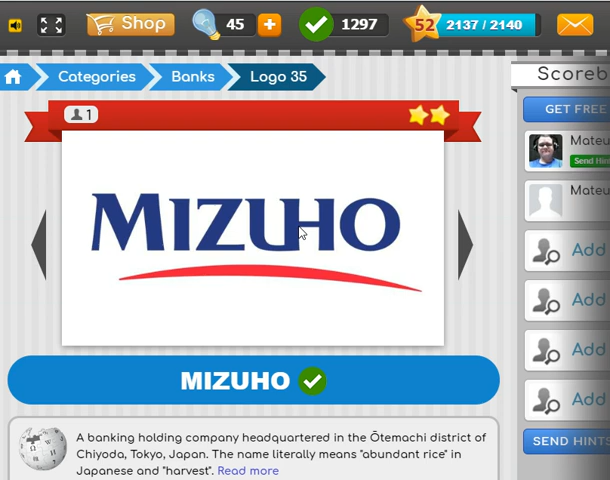 Shop 45 + 1297 52 2137 / 2140
Categories Banks Logo 35
Scoreb
1
GET FREE
MIZUHO
Mateu
Send Hin
Mateu
Add
Add
Add
Add
MIZUHO
SEND HINTS
A banking holding company headquartered in the Ōtemachi district of
Chiyoda, Tokyo, Japan. The name literally means "abundant rice" in
Japanese and "harvest". Read more